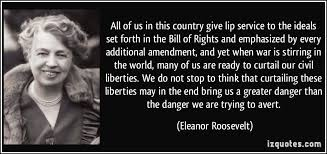 All of us in this country give lip service to the ideals
set forth in the Bill of Rights and emphasized by every
additional amendment, and yet when war is stirring in
the world, many of us are ready to curtail our civil
liberties. We do not stop to think that curtailing these
liberties may in the end bring us a greater danger than
the danger we are trying to avert.
(Eleanor Roosevelt)
izquotes.com